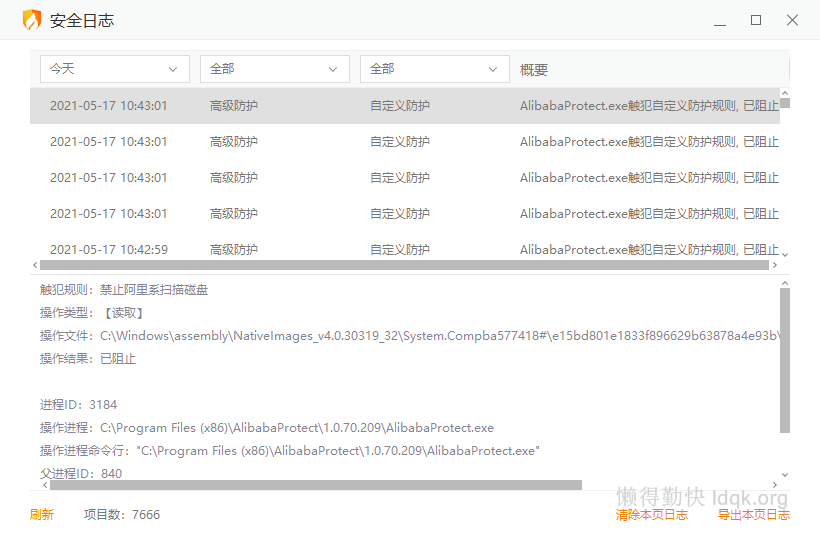 安全日志
今天 全部 全部 概要
2021-05-17 10:43:01 高级防护 自定义防护 AlibabaProtect.exe触犯自定义防护规则, 已阻止
2021-05-17 10:43:01 高级防护 自定义防护 AlibabaProtect.exe触犯自定义防护规则, 已阻止
2021-05-17 10:43:01 高级防护 自定义防护 AlibabaProtect.exe触犯自定义防护规则, 已阻止
2021-05-17 10:43:01 高级防护 自定义防护 AlibabaProtect.exe触犯自定义防护规则, 已阻止
2021-05-17 10:42:59 高级防护 自定义防护 AlibabaProtect.exe触犯自定义防护规则, 已阻止
触犯规则：禁止阿里系扫描磁盘
操作类型：【读取】
操作文件：C:\Windows\assembly\NativeImages_v4.0.30319_32\System.Compba577418#\e15bd801e1833f896629b63878a4e93b\
操作结果：已阻止
进程ID：3184
操作进程：C:\Program Files (x86)\AlibabaProtect\1.0.70.209\AlibabaProtect.exe
操作进程命令行："C:\Program Files (x86)\AlibabaProtect\1.0.70.209\AlibabaProtect.exe"
父进程ID：840
懒得勤快 ldqk.org
刷新 项目数：7666 清除本页日志 导出本页日志